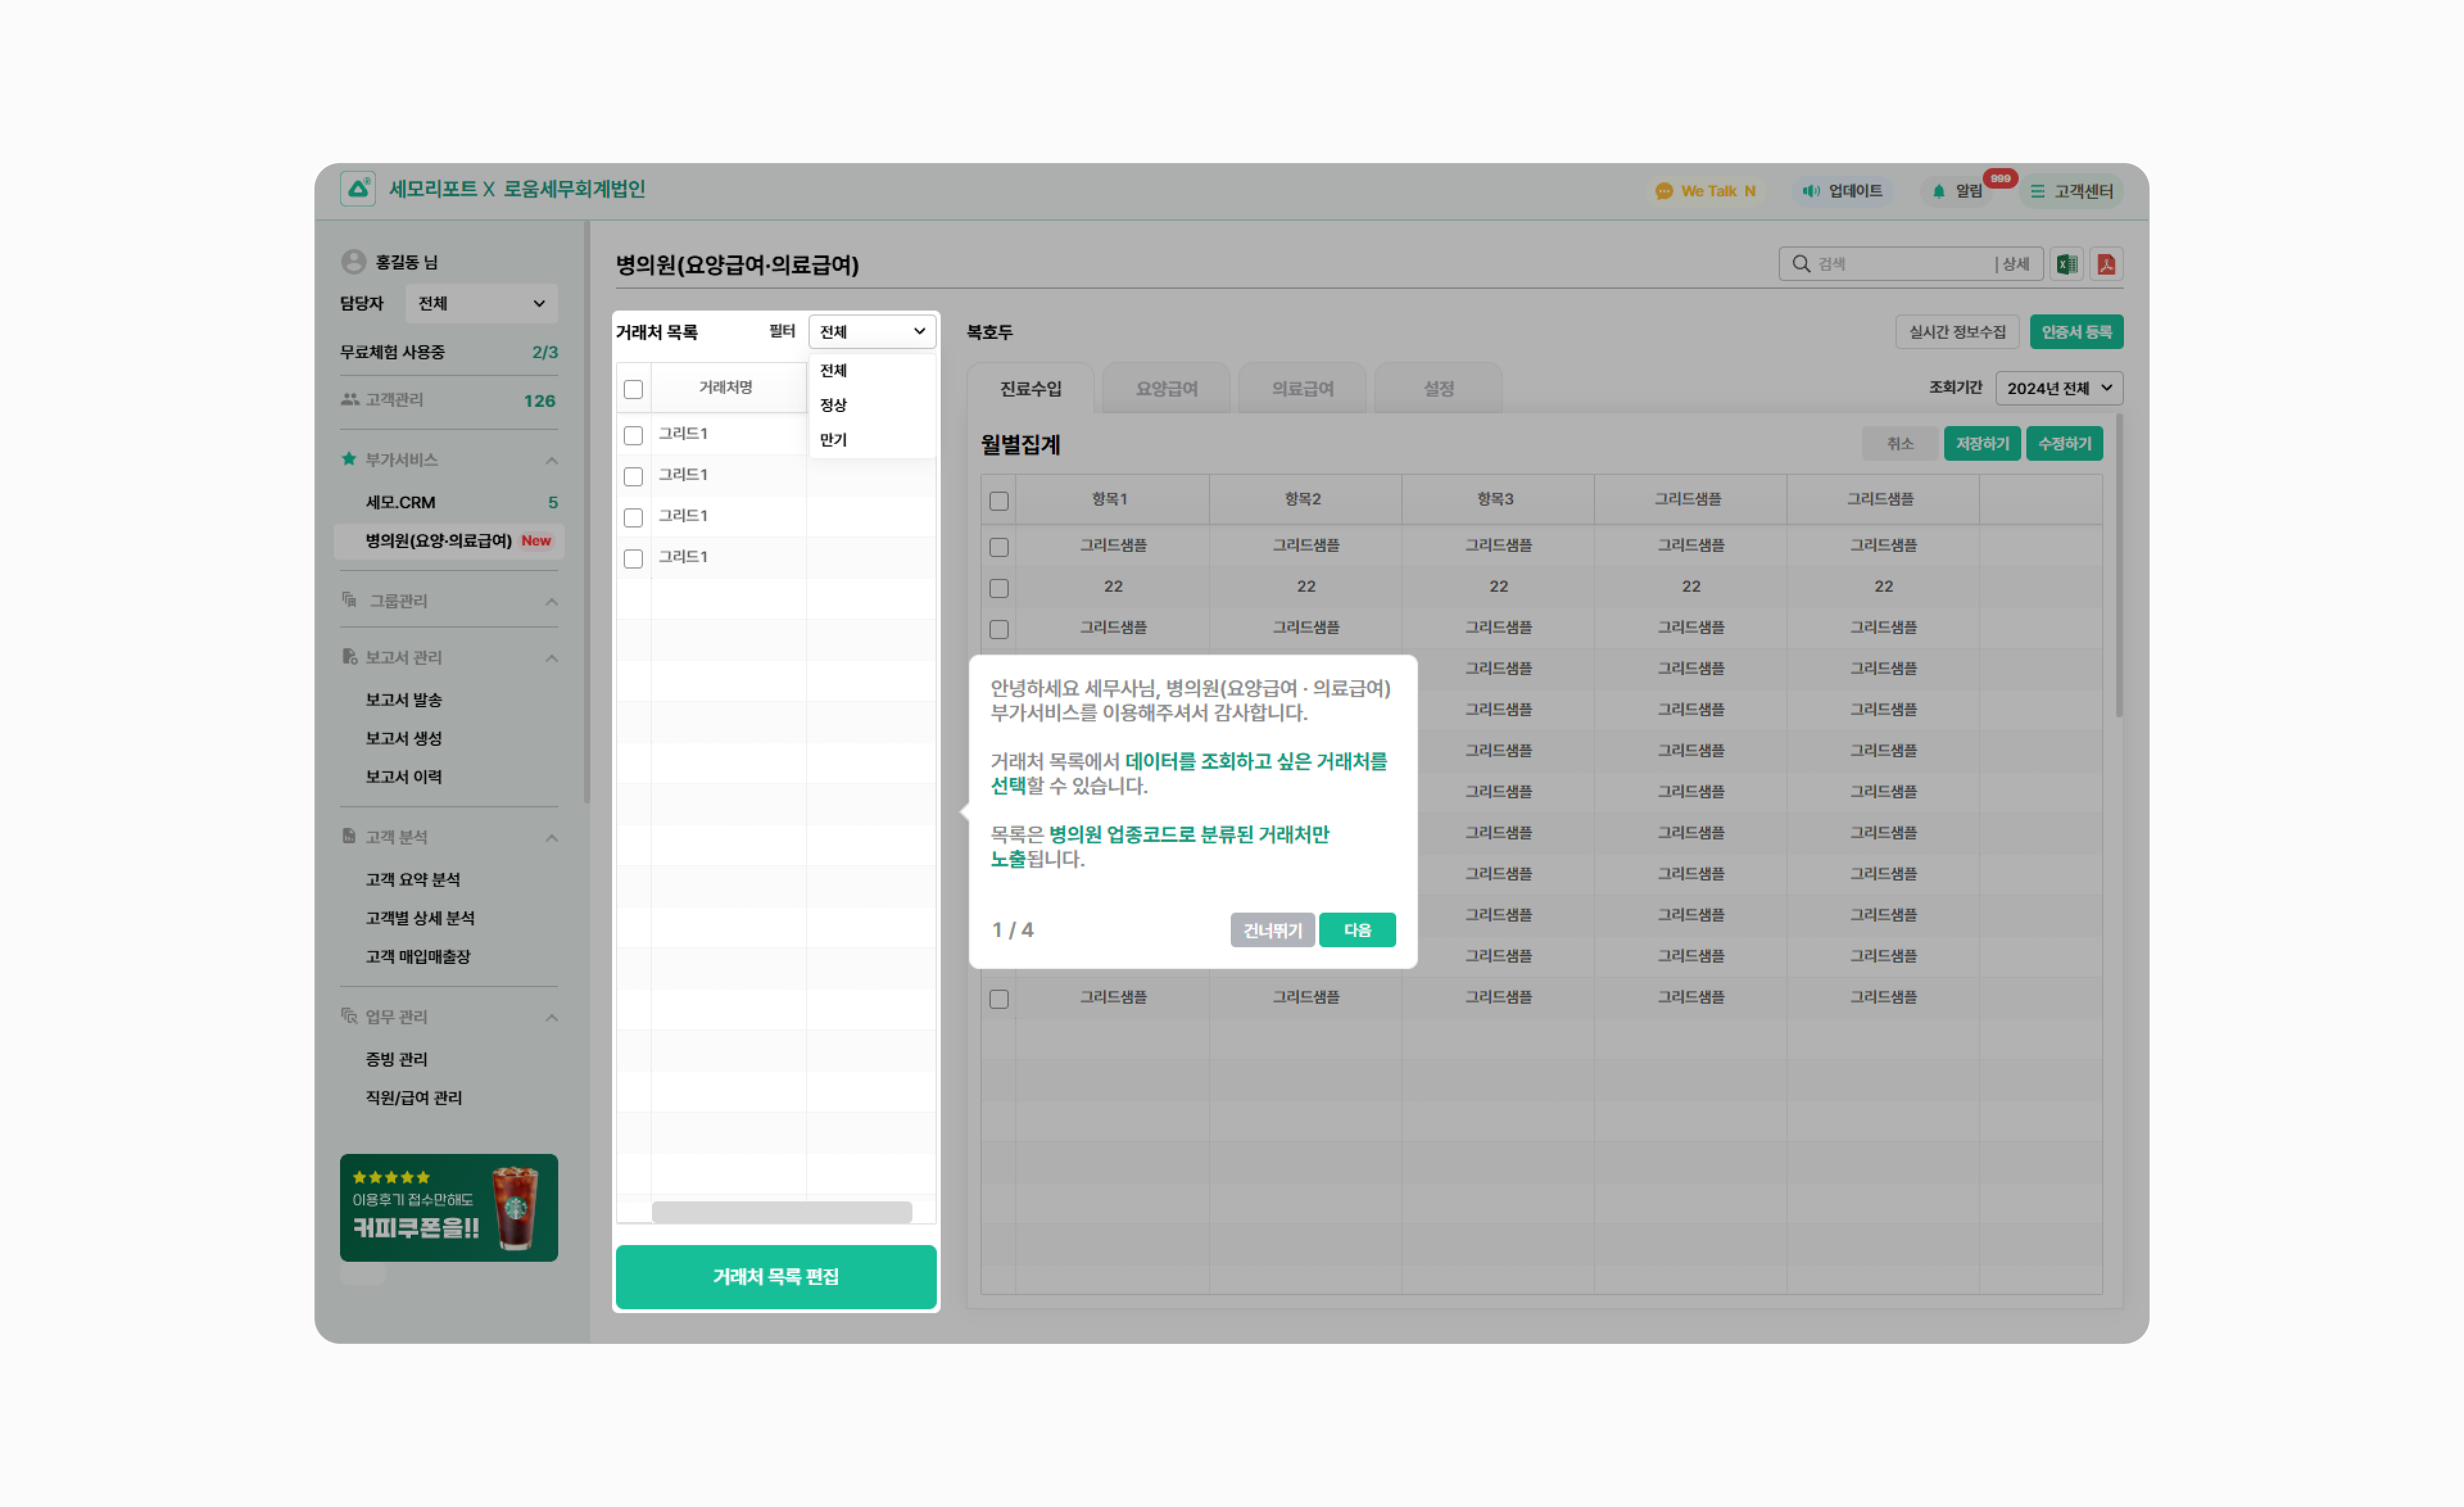 세모리포트 X 로움세무회계법인
We Talk N
업데이트
알림
999
고객센터
홍길동 님
담당자
전체
무료체험 사용중
2/3
고객관리
126
부가서비스
세모.CRM
5
병의원(요양·의료급여) New
그룹관리
보고서 관리
보고서 발송
보고서 생성
보고서 이력
고객 분석
고객 요약 분석
고객별 상세 분석
고객 매입매출장
업무 관리
증빙 관리
직원/급여 관리
이용후기 접수만해도
커피쿠폰을!!
병의원(요양급여·의료급여)
검색
| 상세
거래처 목록
필터
전체
전체
정상
만기
거래처명
그리드1
그리드1
그리드1
그리드1
거래처 목록 편집
복호두
실시간 정보수집
인증서 등록
진료수입
요양급여
의료급여
설정
조회기간
2024년 전체
월별집계
취소
저장하기
수정하기
항목1 항목2 항목3 그리드샘플 그리드샘플
그리드샘플 그리드샘플 그리드샘플 그리드샘플 그리드샘플
22 22 22 22 22
그리드샘플 그리드샘플 그리드샘플 그리드샘플 그리드샘플
그리드샘플 그리드샘플 그리드샘플
그리드샘플 그리드샘플 그리드샘플
그리드샘플 그리드샘플 그리드샘플
그리드샘플 그리드샘플 그리드샘플
그리드샘플 그리드샘플 그리드샘플
그리드샘플 그리드샘플 그리드샘플
그리드샘플 그리드샘플 그리드샘플
그리드샘플 그리드샘플 그리드샘플
그리드샘플 그리드샘플 그리드샘플 그리드샘플 그리드샘플
안녕하세요 세무사님, 병의원(요양급여 · 의료급여)
부가서비스를 이용해주셔서 감사합니다.
거래처 목록에서 데이터를 조회하고 싶은 거래처를
선택할 수 있습니다.
목록은 병의원 업종코드로 분류된 거래처만
노출됩니다.
1 / 4
건너뛰기
다음